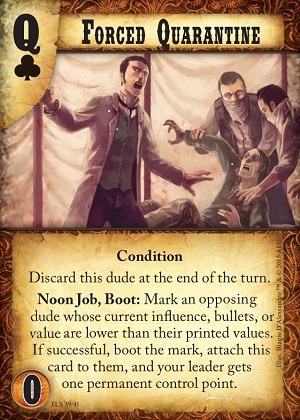 Q
FORCED QUARANTINE
Condition
Discard this dude at the end of the turn.
Noon Job, Boot: Mark an opposing
dude whose current influence, bullets, or
value are lower than their printed values.
If successful, boot the mark, attach this
card to them, and your leader gets
one permanent control point.
0